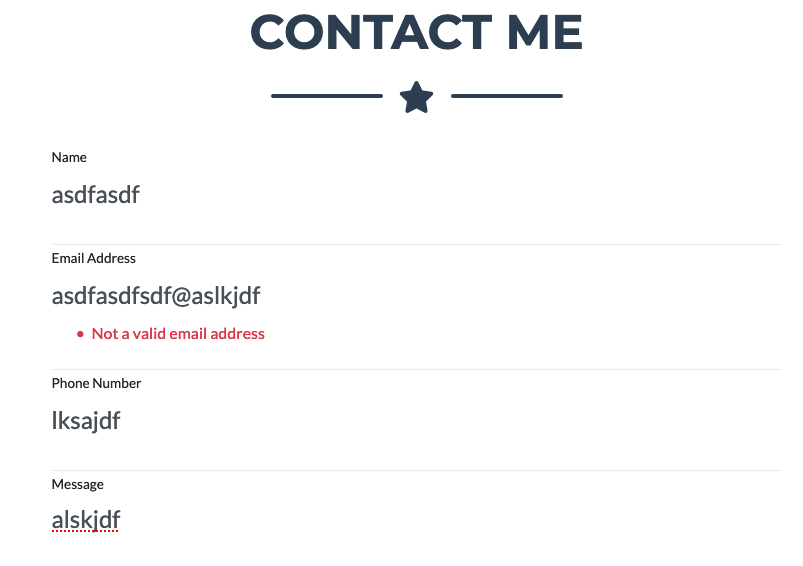 CONTACT ME
Name
asdfasdf
Email Address
asdfasdfsdf@aslkjdf
Not a valid email address
Phone Number
lksajdf
Message
alskjdf